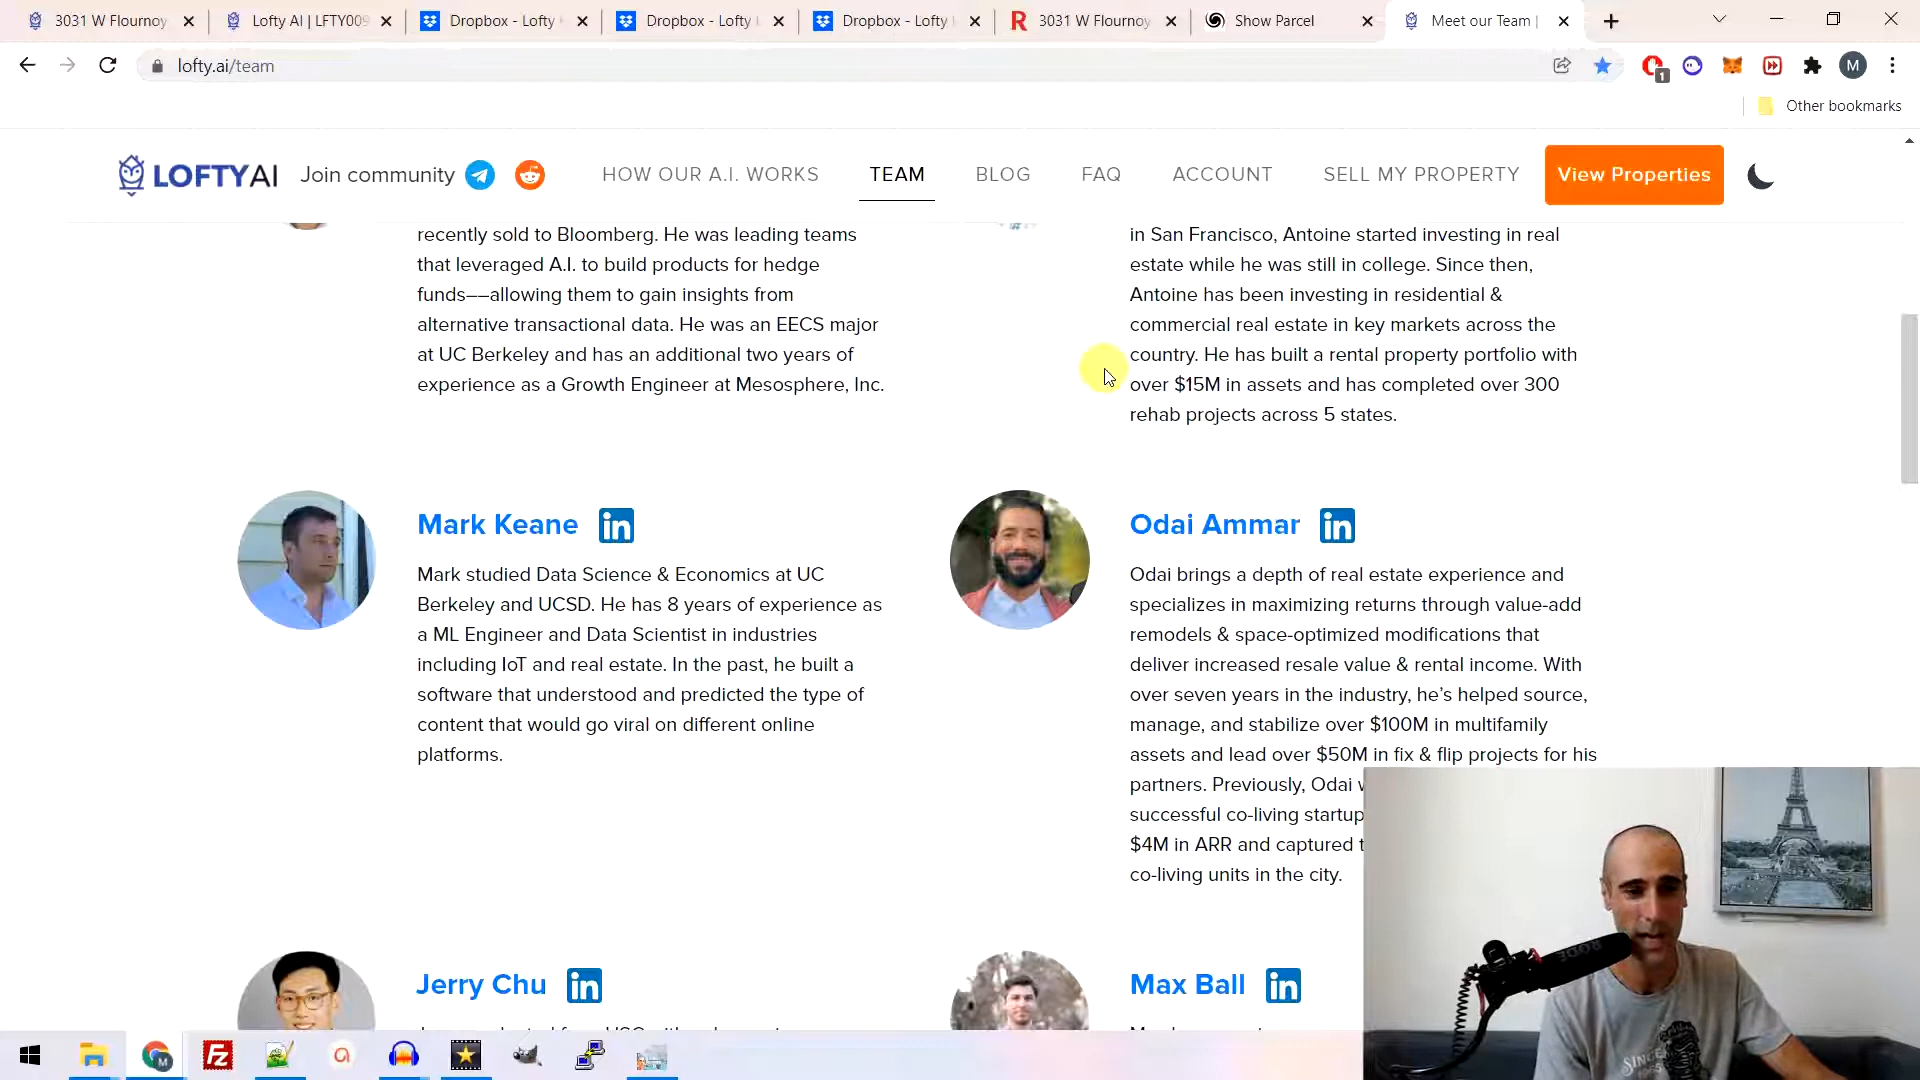 3031 W Flournoy
Lofty AI | LFTY009
Dropbox - Lofty
Dropbox - Lofty
Dropbox - Lofty
3031 W Flournoy
Show Parcel
Meet our Team |
lofty.ai/team
1
M
Other bookmarks
LOFTYAI
Join community
HOW OUR A.I. WORKS
TEAM
BLOG
FAQ
ACCOUNT
SELL MY PROPERTY
View Properties
recently sold to Bloomberg. He was leading teams
that leveraged A.I. to build products for hedge
funds––allowing them to gain insights from
alternative transactional data. He was an EECS major
at UC Berkeley and has an additional two years of
experience as a Growth Engineer at Mesosphere, Inc.
in San Francisco, Antoine started investing in real
estate while he was still in college. Since then,
Antoine has been investing in residential &
commercial real estate in key markets across the
country. He has built a rental property portfolio with
over $15M in assets and has completed over 300
rehab projects across 5 states.
Mark Keane in
Mark studied Data Science & Economics at UC
Berkeley and UCSD. He has 8 years of experience as
a ML Engineer and Data Scientist in industries
including IoT and real estate. In the past, he built a
software that understood and predicted the type of
content that would go viral on different online
platforms.
Odai Ammar in
Odai brings a depth of real estate experience and
specializes in maximizing returns through value-add
remodels & space-optimized modifications that
deliver increased resale value & rental income. With
over seven years in the industry, he's helped source,
manage, and stabilize over $100M in multifamily
assets and lead over $50M in fix & flip projects for his
partners. Previously, Odai
successful co-living startup
$4M in ARR and captured
co-living units in the city.
Jerry Chu in
Max Ball in
RODE
SINCE